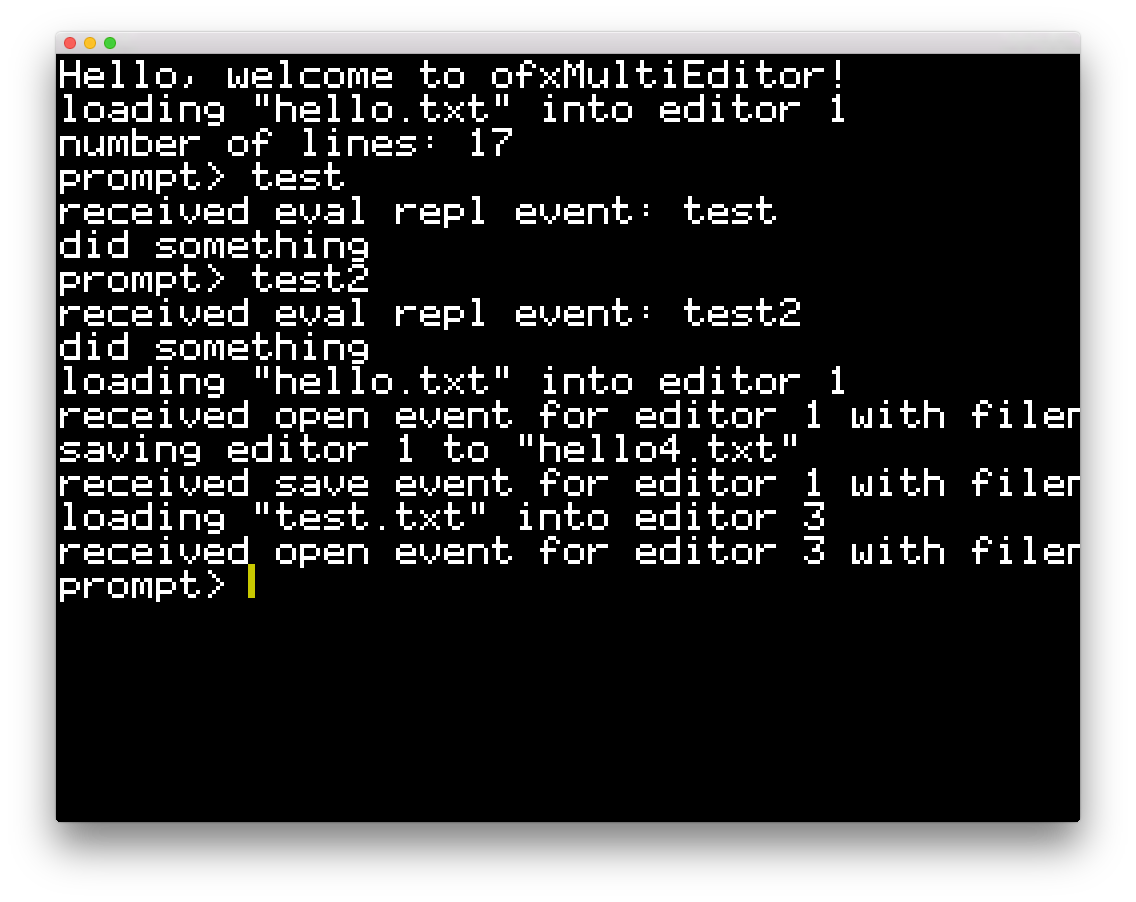 Hello, welcome to ofxMultiEditor!
loading "hello.txt" into editor 1
number of lines: 17
prompt> test
received eval repl event: test
did something
prompt> test2
received eval repl event: test2
did something
loading "hello.txt" into editor 1
received open event for editor 1 with
saving editor 1 to "hello4.txt"
received save event for editor 1 with
loading "test.txt" into editor 3
received open event for editor 3 with
prompt>